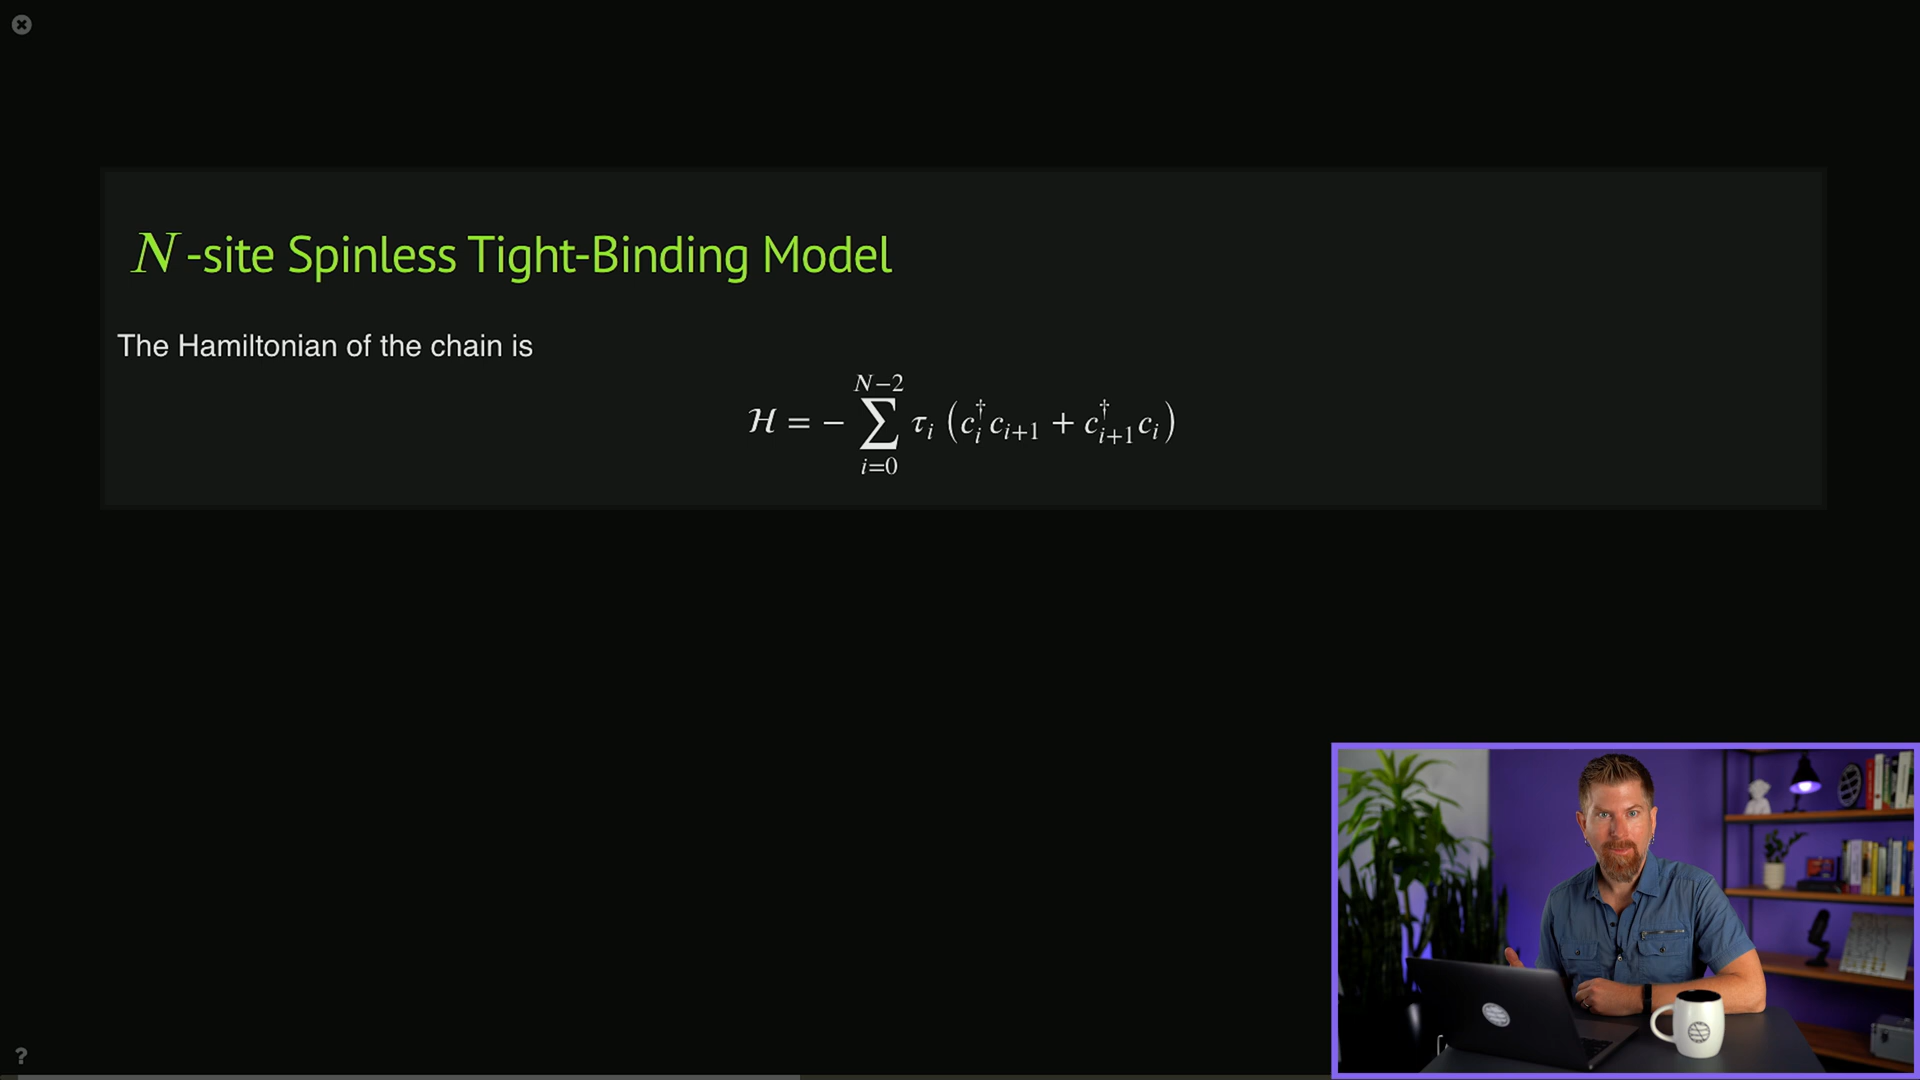 N-site Spinless Tight-Binding Model
The Hamiltonian of the chain is
ℋ = − ∑_{i=0}^{N−2} τ_i (c_i^† c_{i+1} + c_{i+1}^† c_i)
?